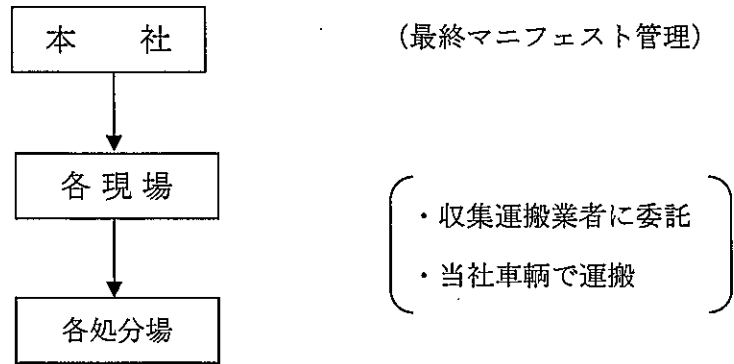 本 社
(最終マニフェスト管理)
各現場
・収集運搬業者に委託
・当社車輌で運搬
各処分場